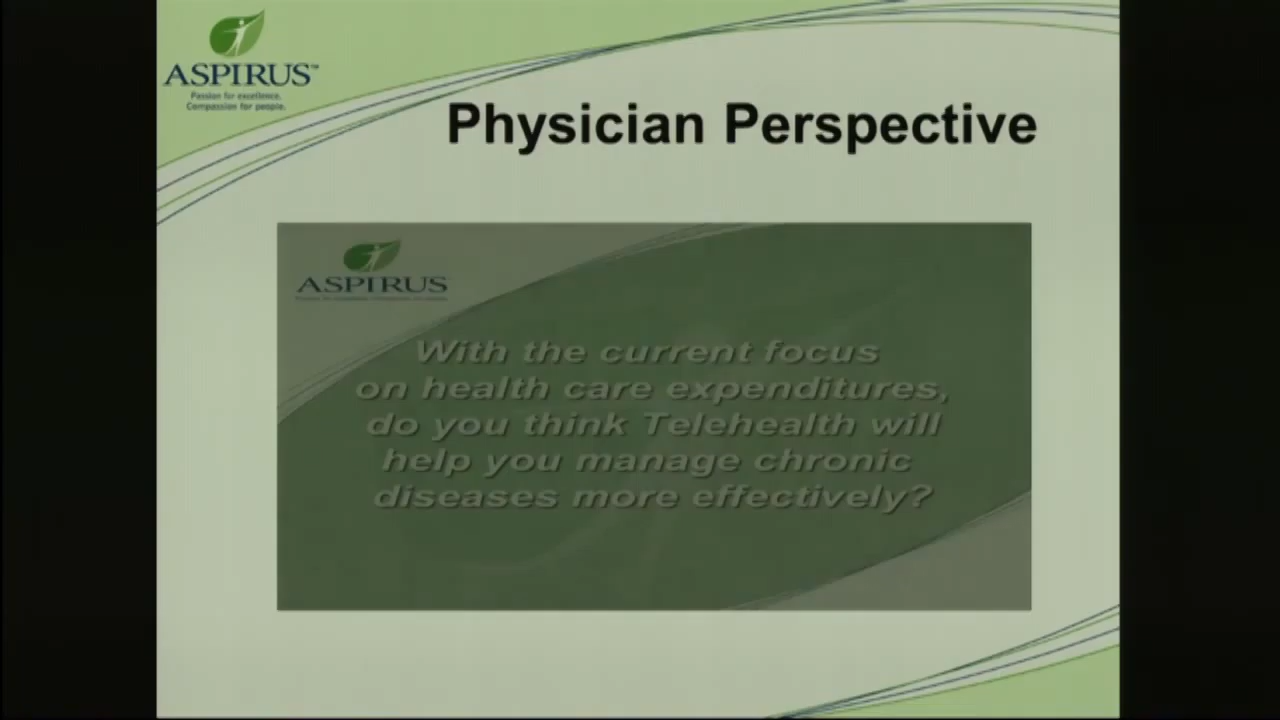 ASPIRUS™
Passion for excellence.
Compassion for people.
Physician Perspective
ASPIRUS
With the current focus
on health care expenditures,
do you think Telehealth will
help you manage chronic
diseases more effectively?